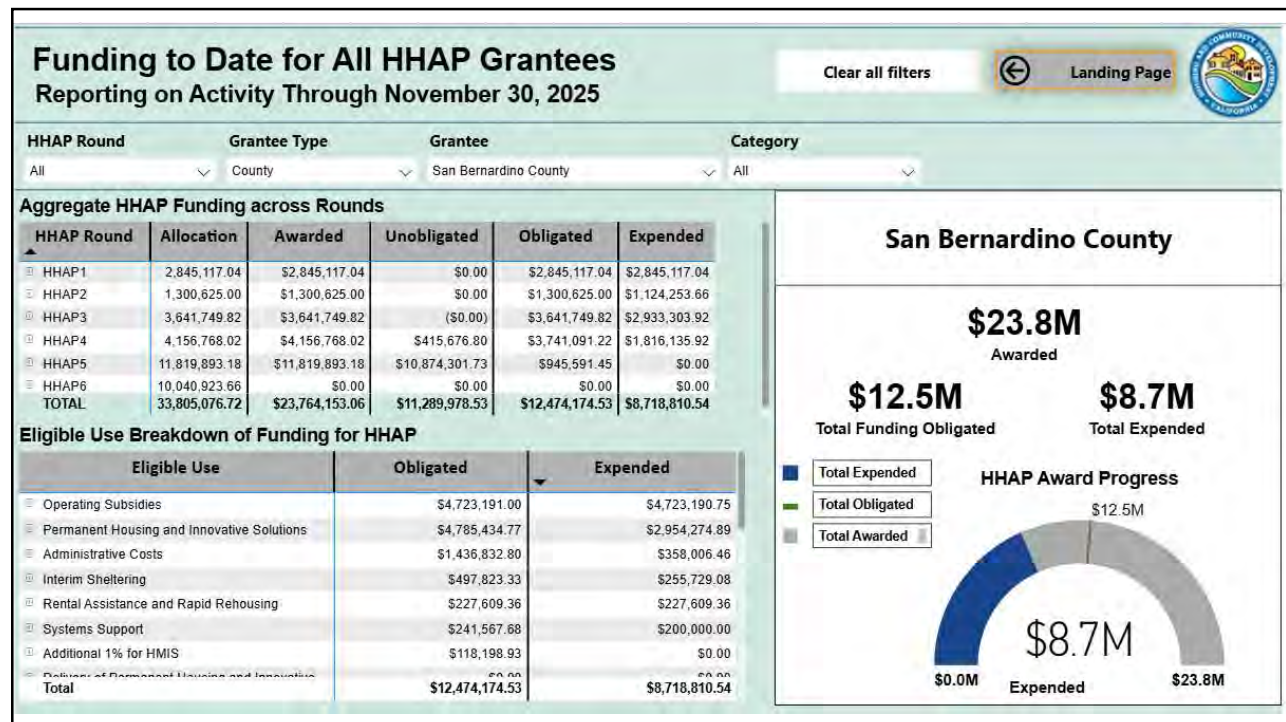 Funding to Date for All HHAP Grantees
Reporting on Activity Through November 30, 2025
Clear all filters
Landing Page
HOUSING AND COMMUNITY DEVELOPMENT
CALIFORNIA
HHAP Round Grantee Type Grantee Category
All County San Bernardino County All
Aggregate HHAP Funding across Rounds
HHAP Round Allocation Awarded Unobligated Obligated Expended
HHAP1 2,845,117.04 $2,845,117.04 $0.00 $2,845,117.04 $2,845,117.04
HHAP2 1,300,625.00 $1,300,625.00 $0.00 $1,300,625.00 $1,124,253.66
HHAP3 3,641,749.82 $3,641,749.82 ($0.00) $3,641,749.82 $2,933,303.92
HHAP4 4,156,768.02 $4,156,768.02 $415,676.80 $3,741,091.22 $1,816,135.92
HHAP5 11,819,893.18 $11,819,893.18 $10,874,301.73 $945,591.45 $0.00
HHAP6 10,040,923.66 $0.00 $0.00 $0.00 $0.00
TOTAL 33,805,076.72 $23,764,153.06 $11,289,978.53 $12,474,174.53 $8,718,810.54
Eligible Use Breakdown of Funding for HHAP
Eligible Use Obligated Expended
Operating Subsidies $4,723,191.00 $4,723,190.75
Permanent Housing and Innovative Solutions $4,785,434.77 $2,954,274.89
Administrative Costs $1,436,832.80 $358,006.46
Interim Sheltering $497,823.33 $255,729.08
Rental Assistance and Rapid Rehousing $227,609.36 $227,609.36
Systems Support $241,567.68 $200,000.00
Additional 1% for HMIS $118,198.93 $0.00
Delivery of Permanent Housing and Innovative $0.00 $0.00
Total $12,474,174.53 $8,718,810.54
San Bernardino County
$23.8M
Awarded
$12.5M $8.7M
Total Funding Obligated Total Expended
Total Expended
Total Obligated
Total Awarded
HHAP Award Progress
$12.5M
$8.7M
$0.0M Expended $23.8M